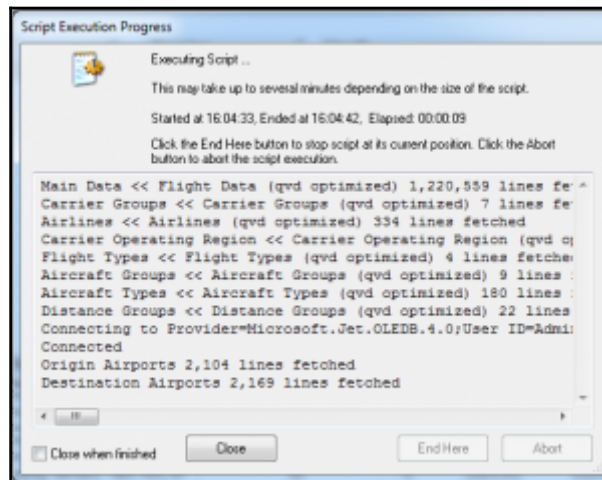 Script Execution Progress
Executing Script ...
This may take up to several minutes depending on the size of the script.
Started at 16:04:33, Ended at 16:04:42, Elapsed: 00:00:09
Click the End Here button to stop script at its current position. Click the Abort
button to abort the script execution.
Main Data << Flight Data (qvd optimized) 1,220,559 lines fe
Carrier Groups << Carrier Groups (qvd optimized) 7 lines fe
Airlines << Airlines (qvd optimized) 334 lines fetched
Carrier Operating Region << Carrier Operating Region (qvd o
Flight Types << Flight Types (qvd optimized) 4 lines fetche
Aircraft Groups << Aircraft Groups (qvd optimized) 9 lines
Aircraft Types << Aircraft Types (qvd optimized) 180 lines
Distance Groups << Distance Groups (qvd optimized) 22 lines
Connecting to Provider=Microsoft.Jet.OLEDB.4.0;User ID=Admi
Connected
Origin Airports 2,104 lines fetched
Destination Airports 2,169 lines fetched
Close when finished
Close
End Here
Abort